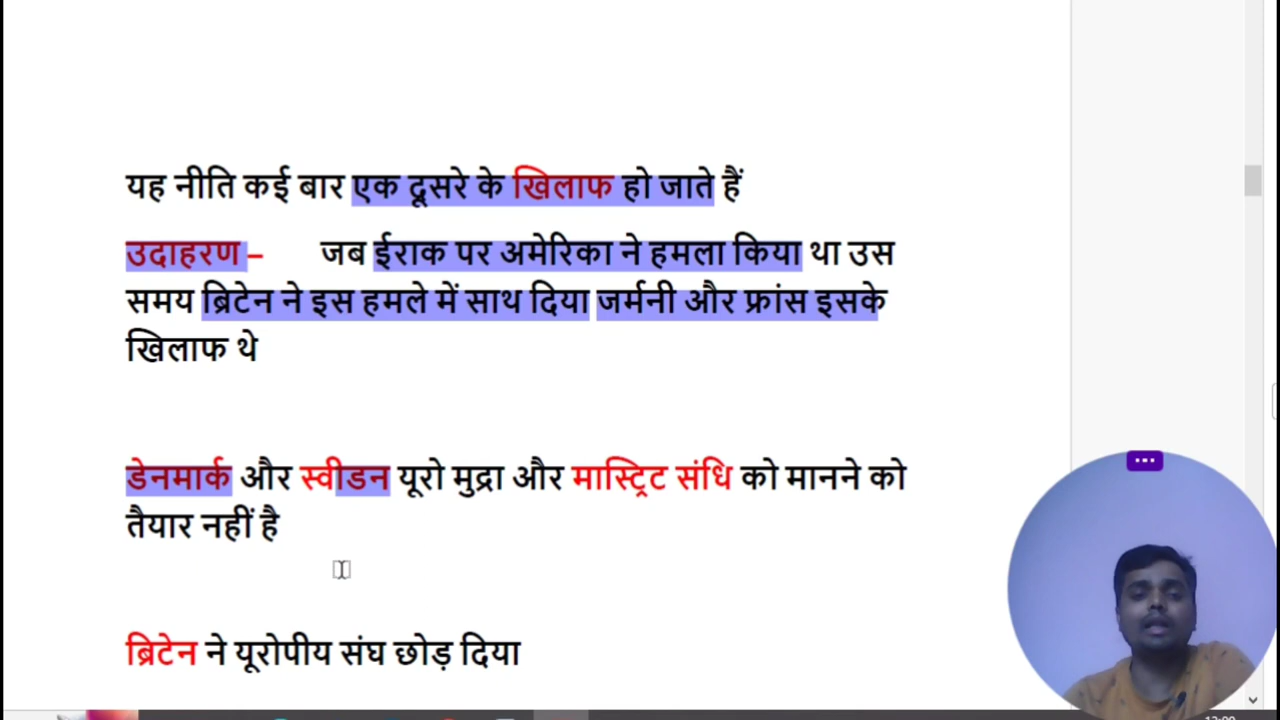 यह नीति कई बार एक दूसरे के खिलाफ हो जाते हैं
उदाहरण – जब ईराक पर अमेरिका ने हमला किया था उस
समय ब्रिटेन ने इस हमले में साथ दिया जर्मनी और फ्रांस इसके
खिलाफ थे
डेनमार्क और स्वीडन यूरो मुद्रा और मास्ट्रिट संधि को मानने को
तैयार नहीं है
ब्रिटेन ने यूरोपीय संघ छोड़ दिया